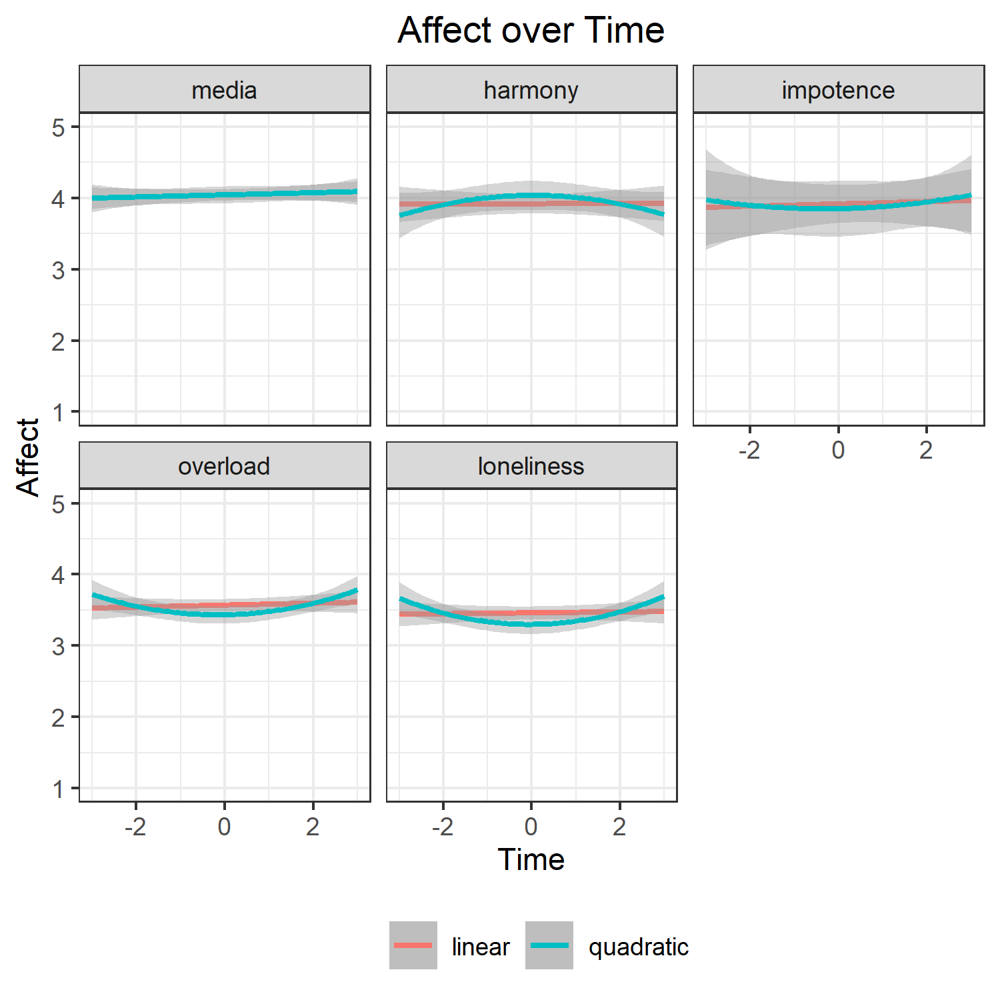 Affect over Time
media
harmony
impotence
5
4
3
2
1
-2 0 2
Affect
overload
loneliness
5
4
3
2
1
-2 0 2
-2 0 2
Time
linear
quadratic